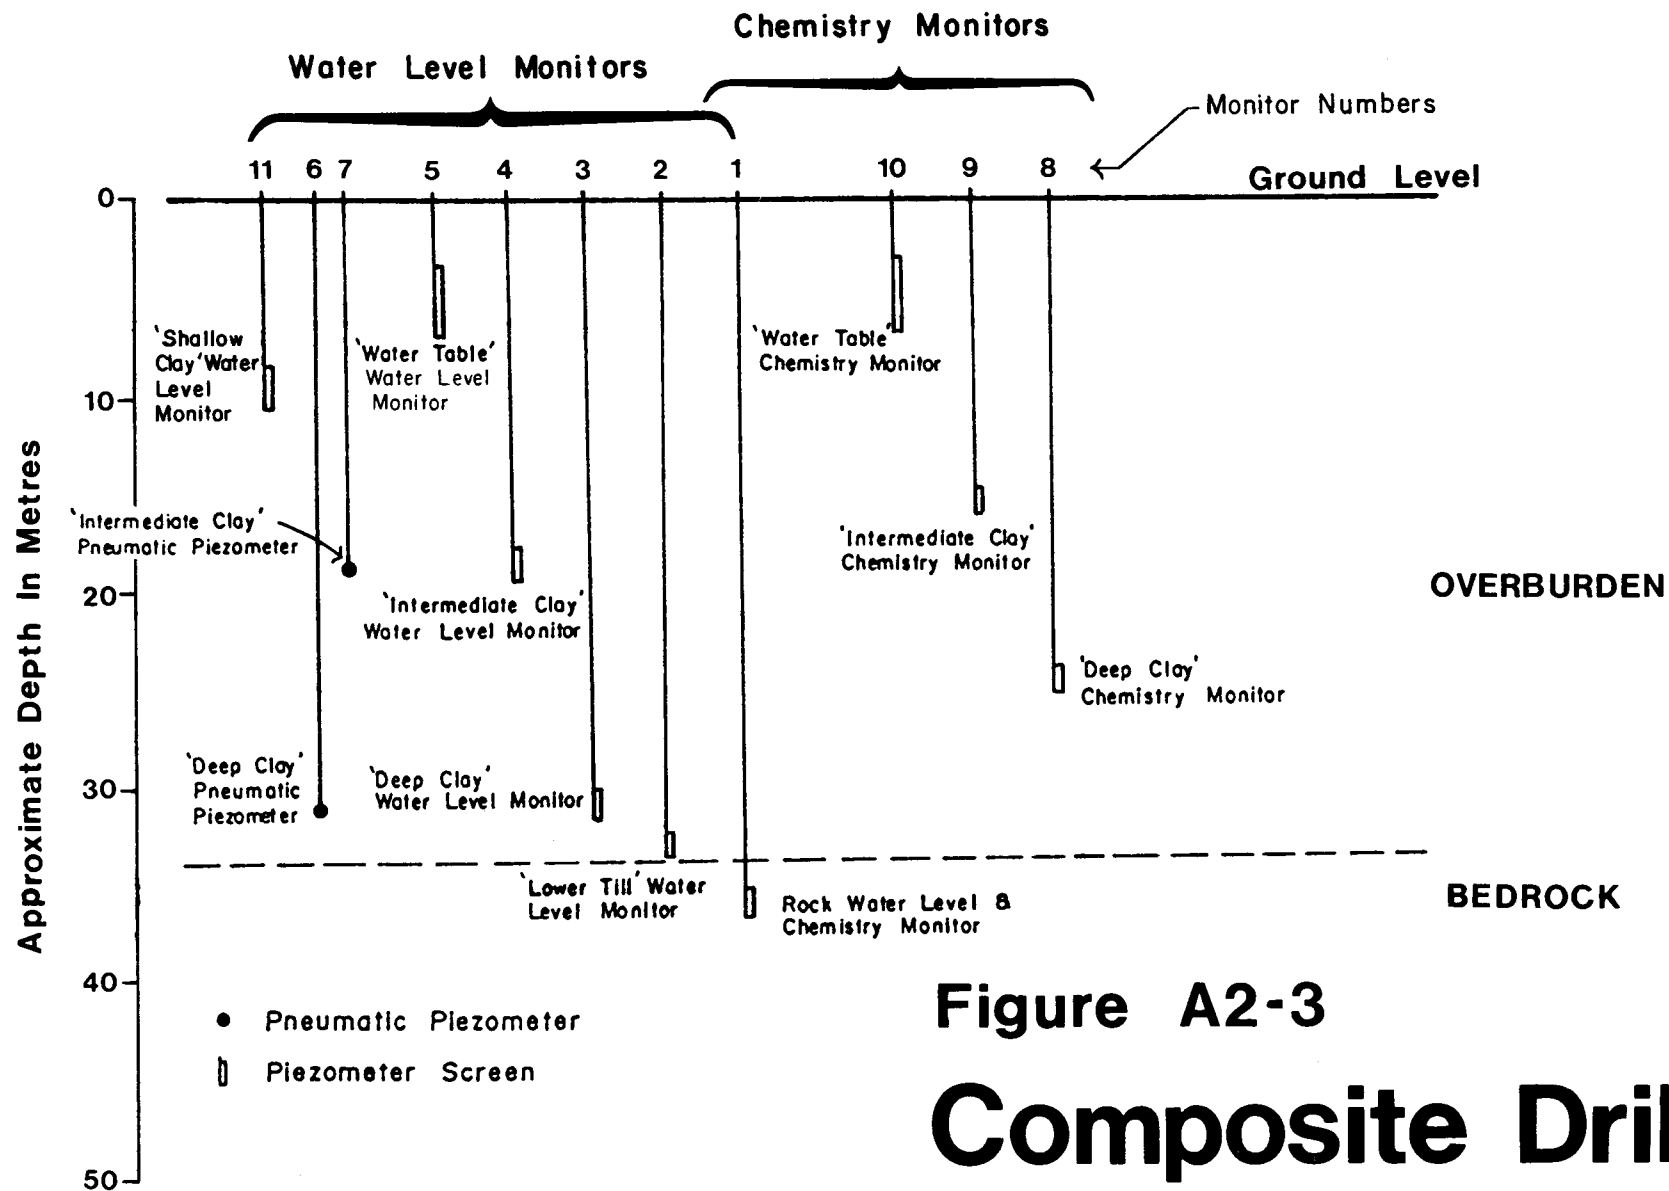 Chemistry Monitors
Water Level Monitors
Monitor Numbers
11 6 7 5 4 3 2 1 10 9 8
Ground Level
0
10
20
30
40
50
Approximate Depth In Metres
'Shallow
Clay' Water
Level
Monitor
'Water Table'
Water Level
Monitor
'Water Table'
Chemistry Monitor
'Intermediate Clay'
Pneumatic Piezometer
'Intermediate Clay'
Chemistry Monitor
'Intermediate Clay'
Water Level Monitor
OVERBURDEN
'Deep Clay'
Chemistry Monitor
'Deep Clay'
Pneumatic
Piezometer
'Deep Clay'
Water Level Monitor
'Lower Till' Water
Level Monitor
Rock Water Level &
Chemistry Monitor
BEDROCK
Pneumatic Piezometer
Piezometer Screen
Figure A2-3
Composite Dril